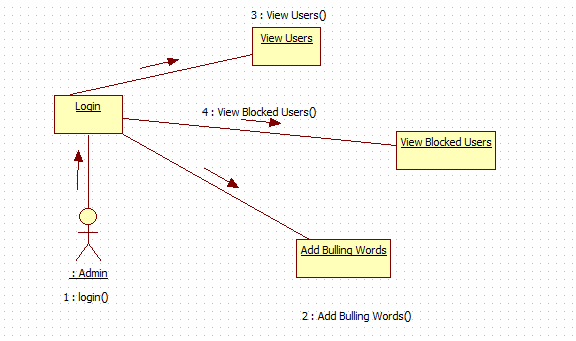 3 : View Users()
View Users
Login
4 : View Blocked Users()
View Blocked Users
Add Bulling Words
: Admin
1 : login()
2 : Add Bulling Words()